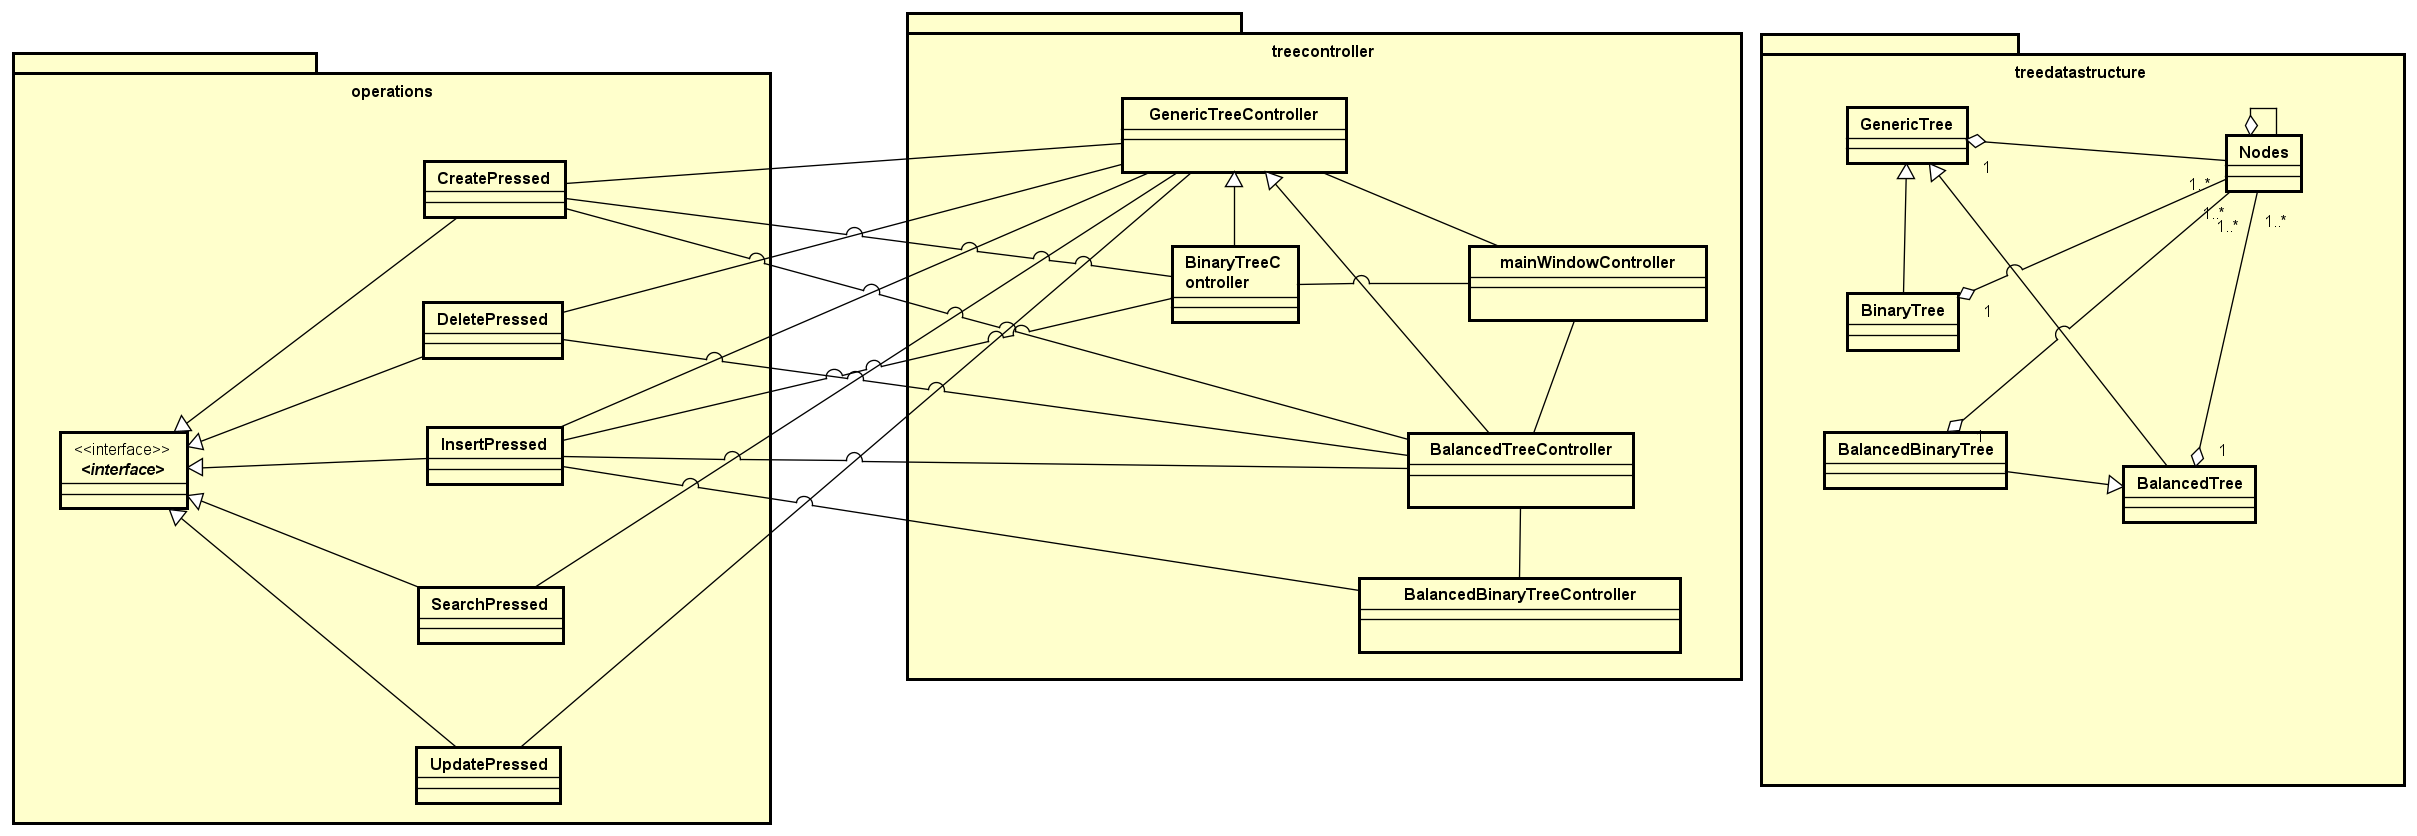 operations
CreatePressed
DeletePressed
InsertPressed
<<interface>>
<interface>
SearchPressed
UpdatePressed
treecontroller
GenericTreeController
BinaryTreeC
ontroller
mainWindowController
BalancedTreeController
BalancedBinaryTreeController
treedatastructure
GenericTree
Nodes
1
1..*
1..*
1..*
1..*
BinaryTree
1
BalancedBinaryTree
1
1
BalancedTree